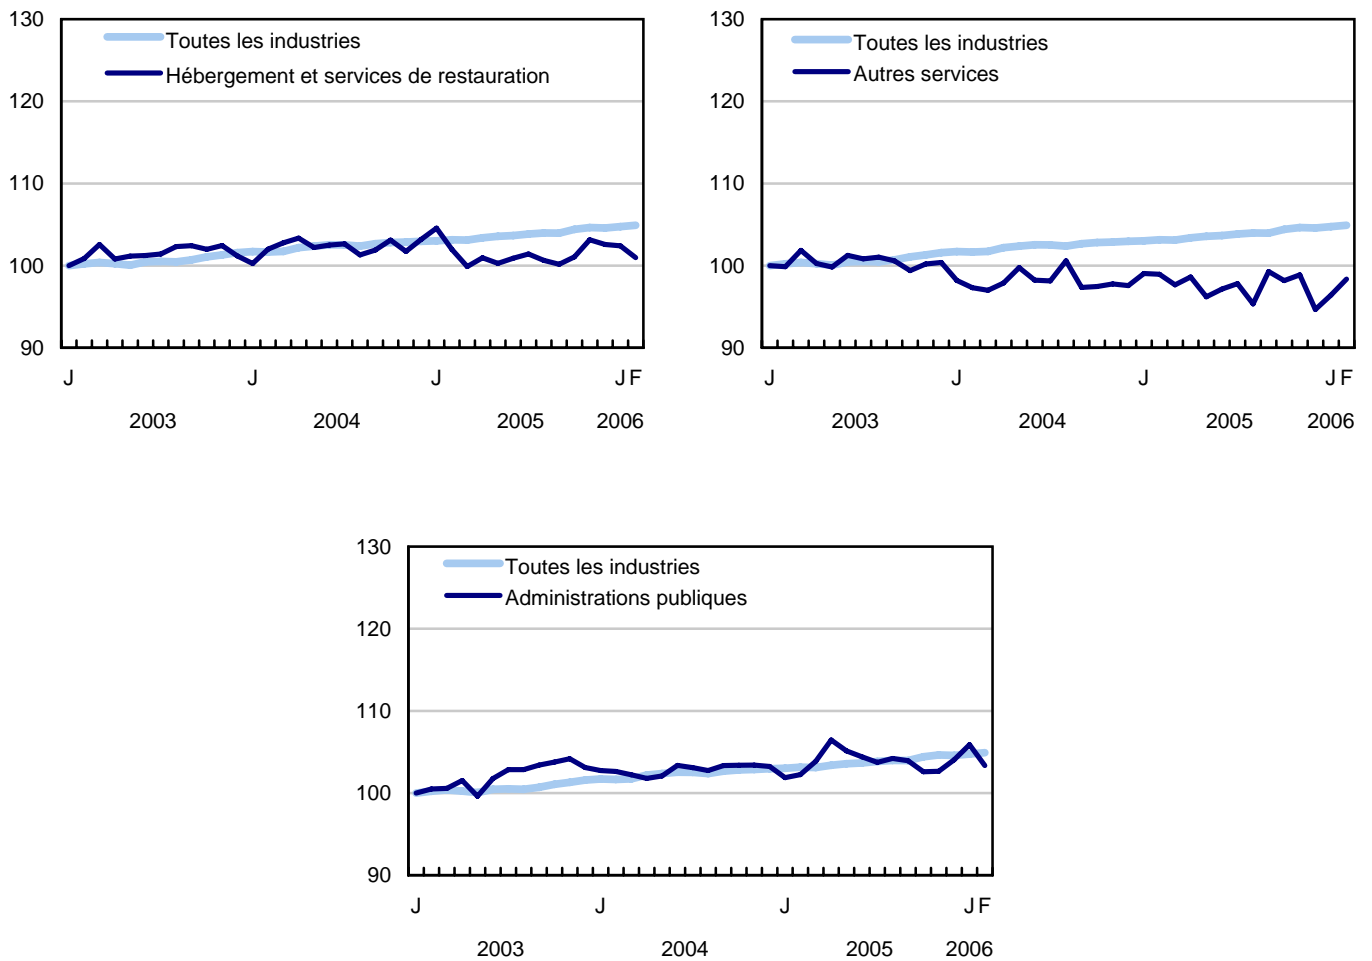 130
Toutes les industries
Hébergement et services de restauration
120
110
100
90
J J J J F
2003 2004 2005 2006
130
Toutes les industries
Autres services
120
110
100
90
J J J J F
2003 2004 2005 2006
130
Toutes les industries
Administrations publiques
120
110
100
90
J J J J F
2003 2004 2005 2006